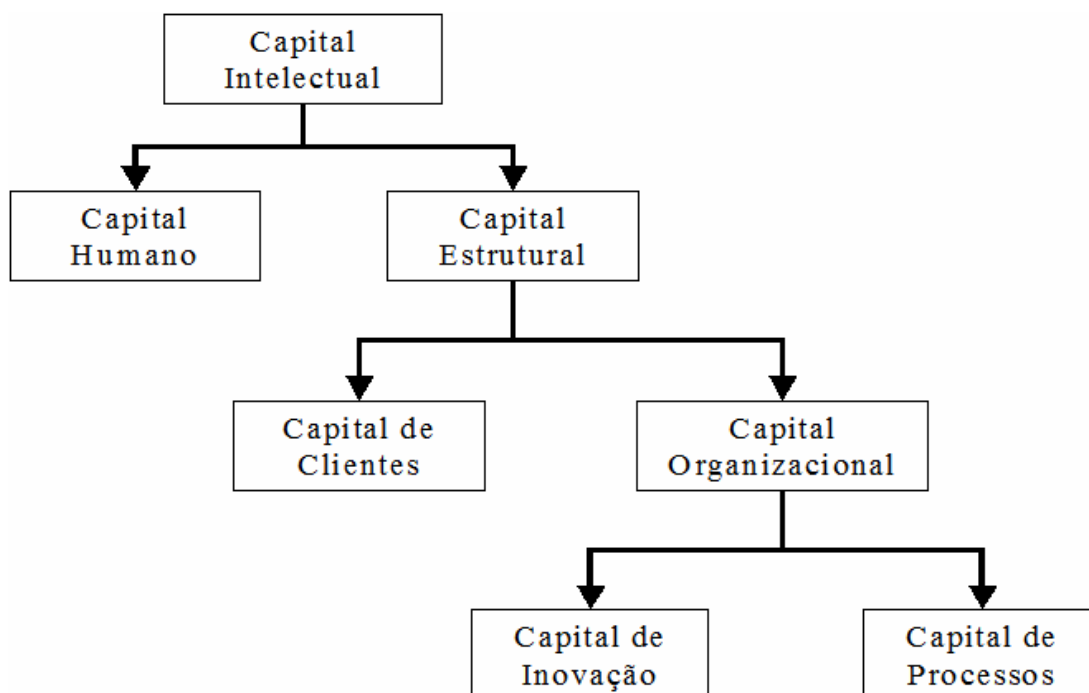 Capital
Intelectual
Capital
Humano
Capital
Estrutural
Capital de
Clientes
Capital
Organizacional
Capital de
Inovação
Capital de
Processos